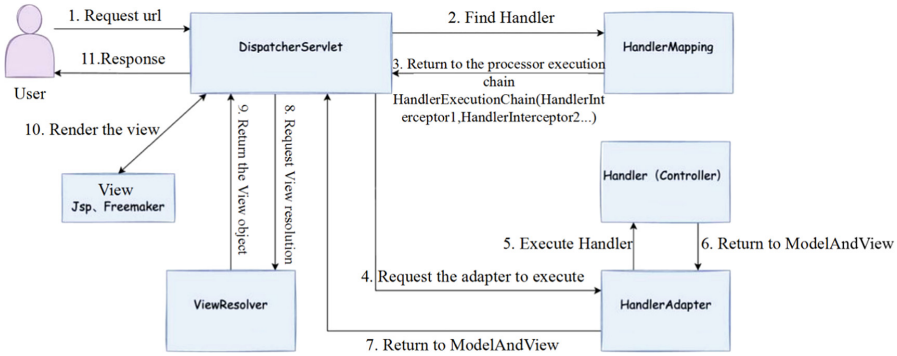 1. Request url
2. Find Handler
DispatcherServlet
HandlerMapping
11.Response
3. Return to the processor execution
chain
HandlerExecutionChain(HandlerInt
erceptor1,HandlerInterceptor2...)
User
10. Render the view
9. Return the View object
8. Request View resolution
View
Jsp、Freemaker
Handler（Controller）
5. Execute Handler
6. Return to ModelAndView
4. Request the adapter to execute
ViewResolver
HandlerAdapter
7. Return to ModelAndView